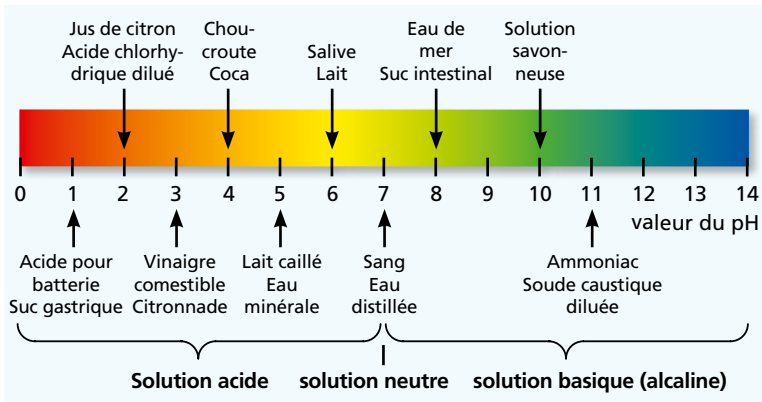 Jus de citron
Acide chlorhy-
drique dilué
Chou-
croute
Coca
Salive
Lait
Eau de
mer
Suc intestinal
Solution
savon-
neuse
0 1 2 3 4 5 6 7 8 9 10 11 12 13 14
valeur du pH
Acide pour
batterie
Suc gastrique
Vinaigre
comestible
Citronnade
Lait caillé
Eau
minérale
Sang
Eau
distillée
Ammoniac
Soude caustique
diluée
Solution acide
solution neutre
solution basique (alcaline)